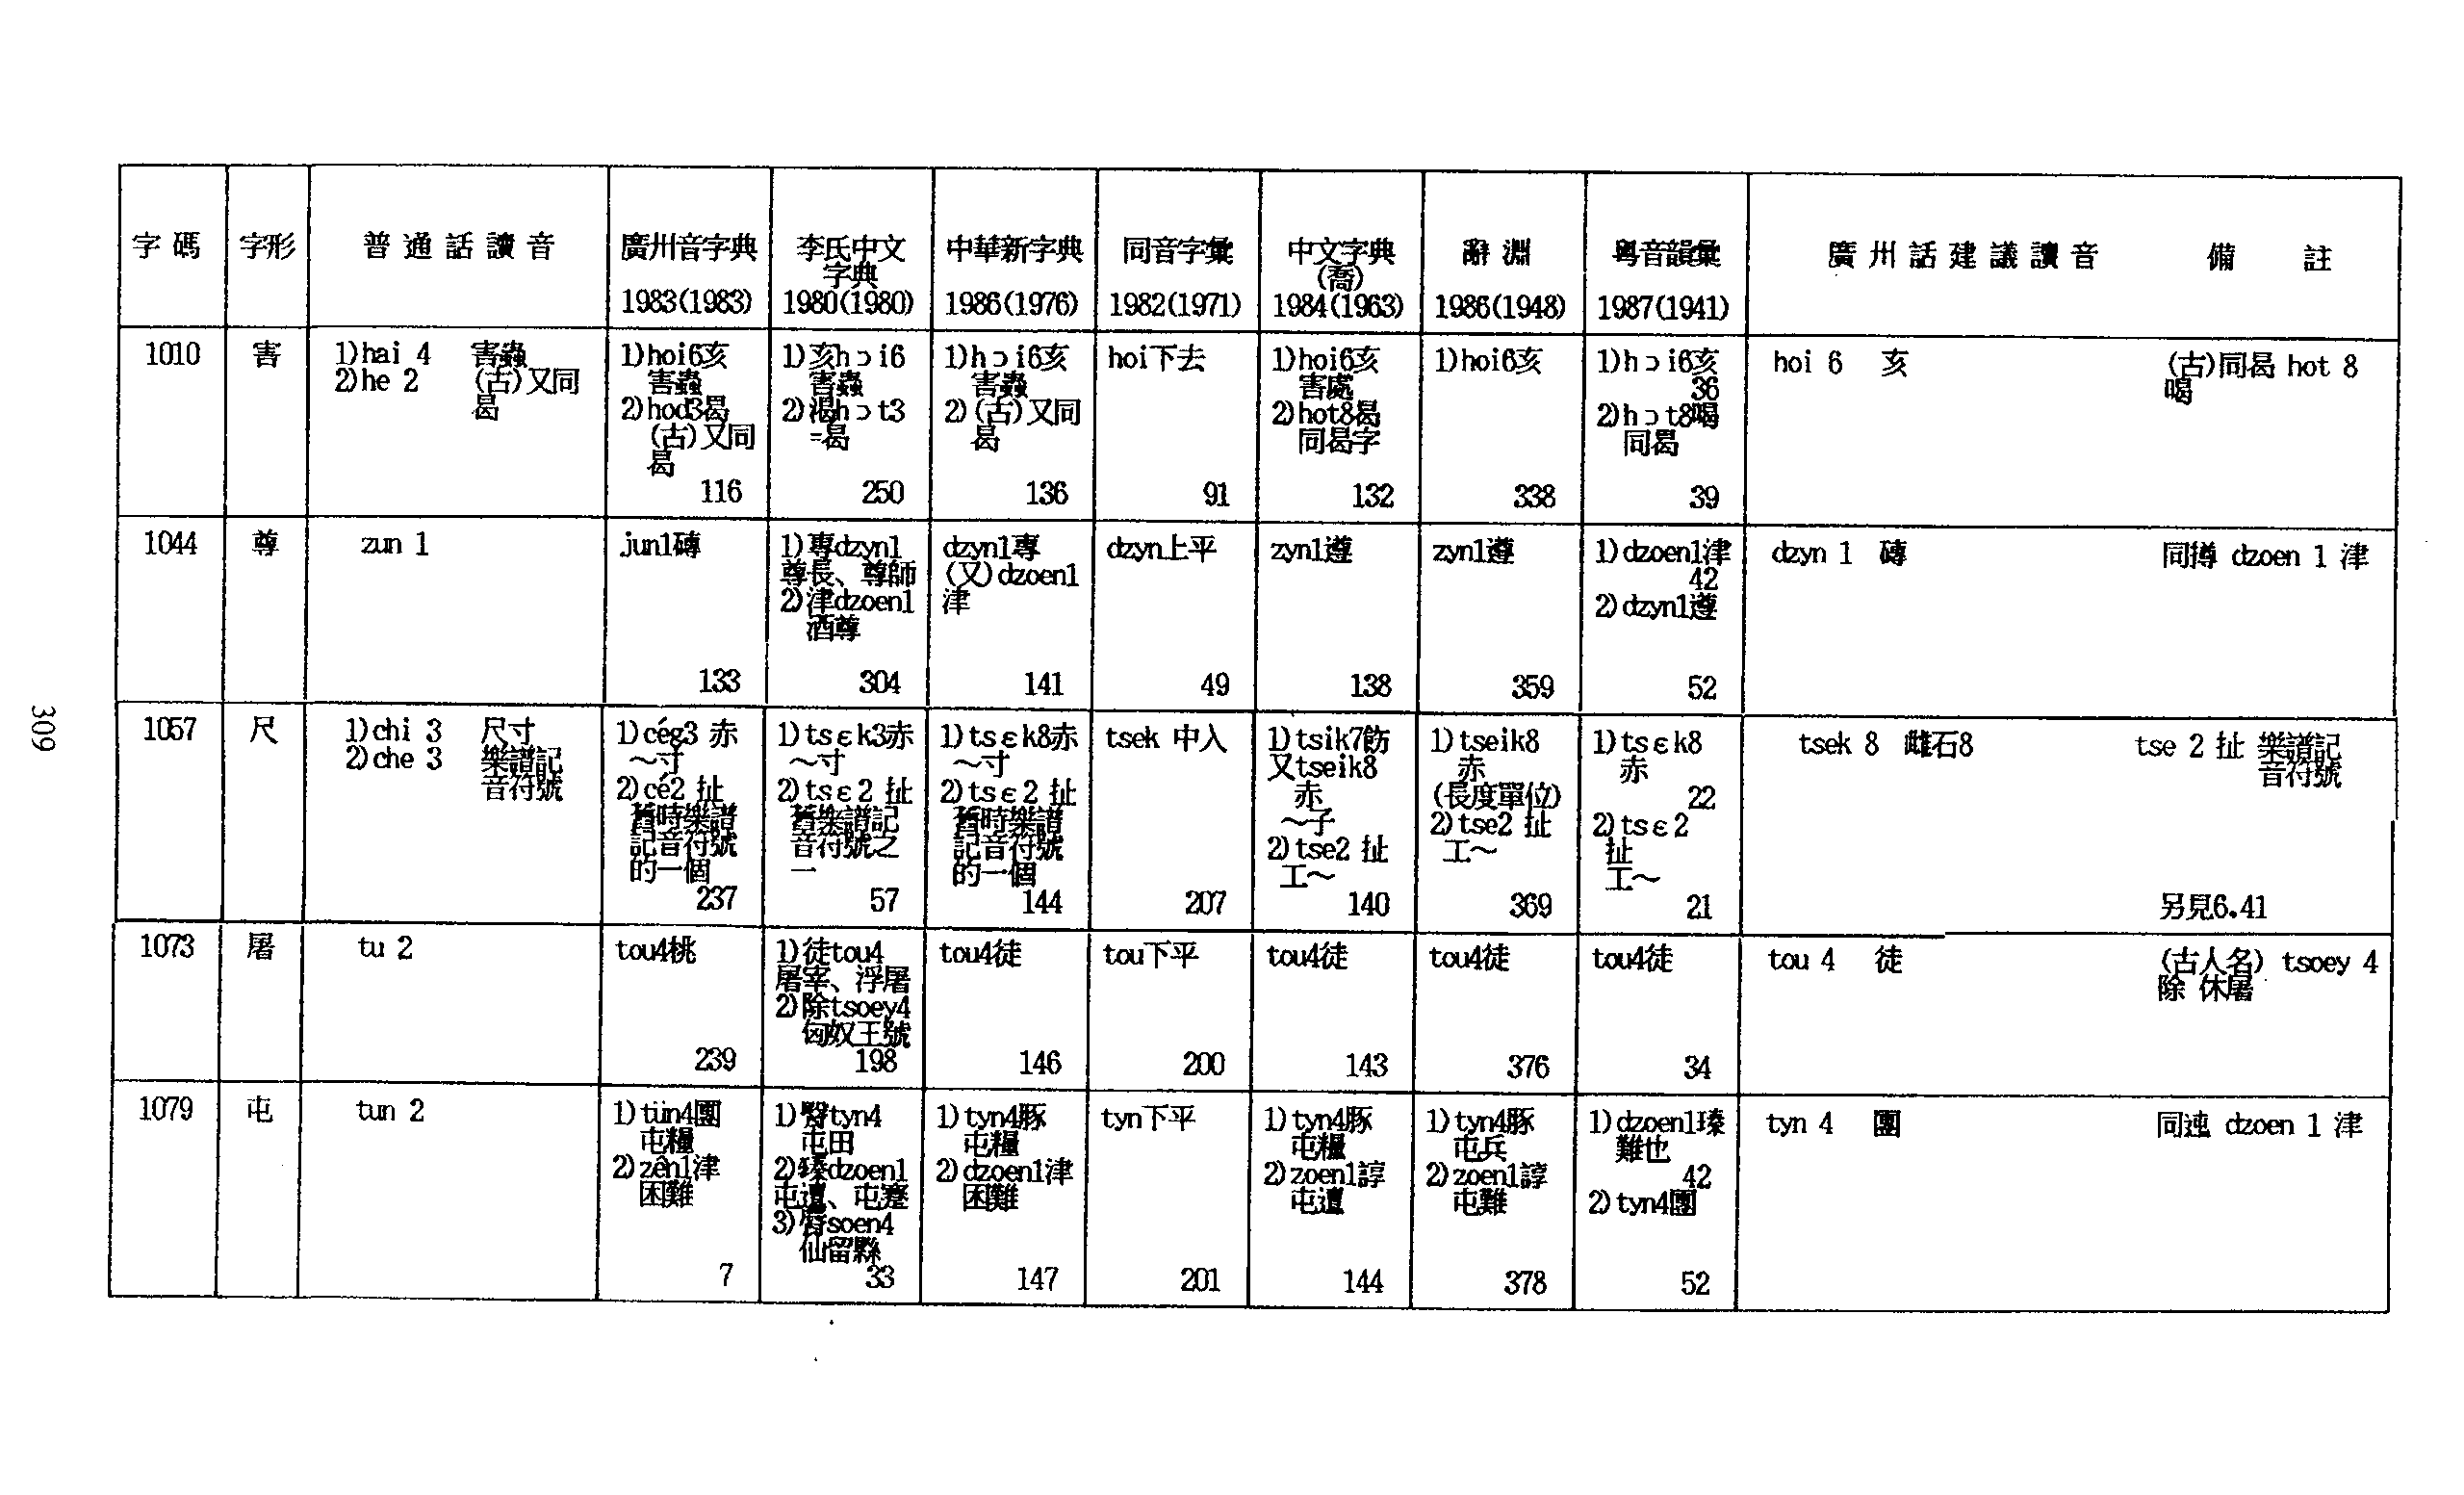 字碼 字形 普通話讀音 廣州音字典 李氏中文 中華新字典 同音字彙 中文字典 辭淵 粵音韻彙 廣州話建議讀音 備註
字典 (喬)
1983(1983) 1980(1980) 1986(1976) 1982(1971) 1984(1963) 1986(1948) 1987(1941)
1010
害
1)hai 4 害蟲
2)he 2 (古)又同
曷
1)hoi6亥
害蟲
2)hod3曷
(古)又同
曷
116
1)亥hɔi6
害蟲
2)渴hɔt3
=曷
250
1)hɔi6亥
害蟲
2)(古)又同
曷
136
hoi下去
91
1)hoi6亥
害處
2)hot8曷
同曷字
132
1)hoi6亥
338
1)hɔi6亥
36
2)hɔt8喝
同曷
39
hoi 6 亥
(古)同曷 hot 8
喝
1044
尊
zun 1
jun1磚
133
1)專dzyn1
尊長、尊師
2)津dzoen1
酒尊
304
dzyn1專
(又)dzoen1
津
141
dzyn上平
49
zyn1遵
138
zyn1遵
359
1)dzoen1津
42
2)dzyn1遵
52
dzyn 1 磚
同撙 dzoen 1 津
1057
尺
1)chi 3 尺寸
2)che 3 樂譜記
音符號
1)cég3 赤
～寸
2)cé2 扯
舊時樂譜
記音符號
的一個
237
1)tsɛk3赤
～寸
2)tsɛ2 扯
舊樂譜記
音符號之
一
57
1)tsɛk8赤
～寸
2)tsɛ2 扯
舊時樂譜
記音符號
的一個
144
tsek 中入
207
1)tsik7飭
又tseik8
赤
～子
2)tse2 扯
工～
140
1)tseik8
赤
(長度單位)
2)tse2 扯
工～
369
1)tsɛk8
赤
22
2)tsɛ2
扯
工～
21
tsek 8 雌石8
tse 2 扯 樂譜記
音符號
另見6.41
1073
屠
tu 2
tou4桃
239
1)徒tou4
屠宰、浮屠
2)除tsoey4
匈奴王號
198
tou4徒
146
tou下平
200
tou4徒
143
tou4徒
376
tou4徒
34
tou 4 徒
(古人名) tsoey 4
除 休屠
1079
屯
tun 2
1)tün4團
屯糧
2)zên1津
困難
7
1)臀tyn4
屯田
2)臻dzoen1
屯邅、屯蹇
3)脣soen4
仙留縣
33
1)tyn4豚
屯糧
2)dzoen1津
困難
147
tyn下平
201
1)tyn4豚
屯糧
2)zoen1諄
屯邅
144
1)tyn4豚
屯兵
2)zoen1諄
屯難
378
1)dzoen1臻
難也
42
2)tyn4團
52
tyn 4 團
同迍 dzoen 1 津
309